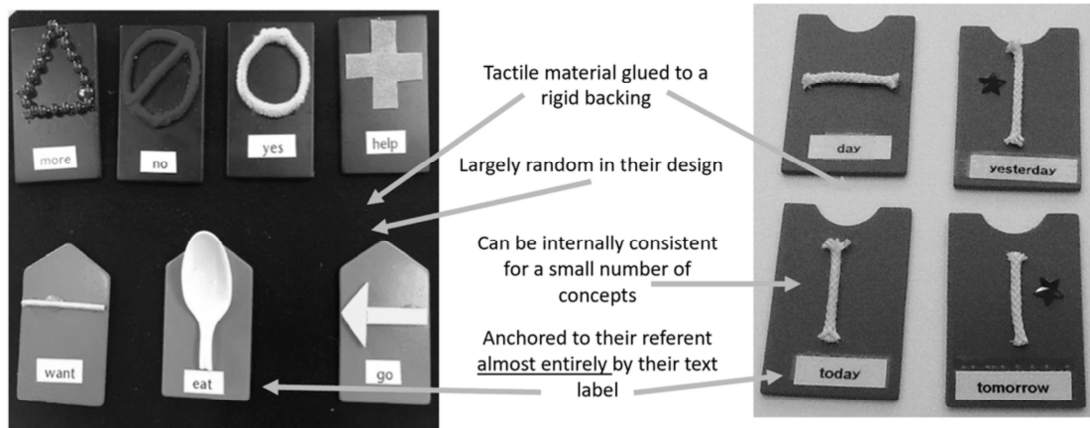 more
no
yes
help
want
eat
go
Tactile material glued to a
rigid backing
Largely random in their design
Can be internally consistent
for a small number of
concepts
Anchored to their referent
almost entirely by their text
label
day
yesterday
today
tomorrow